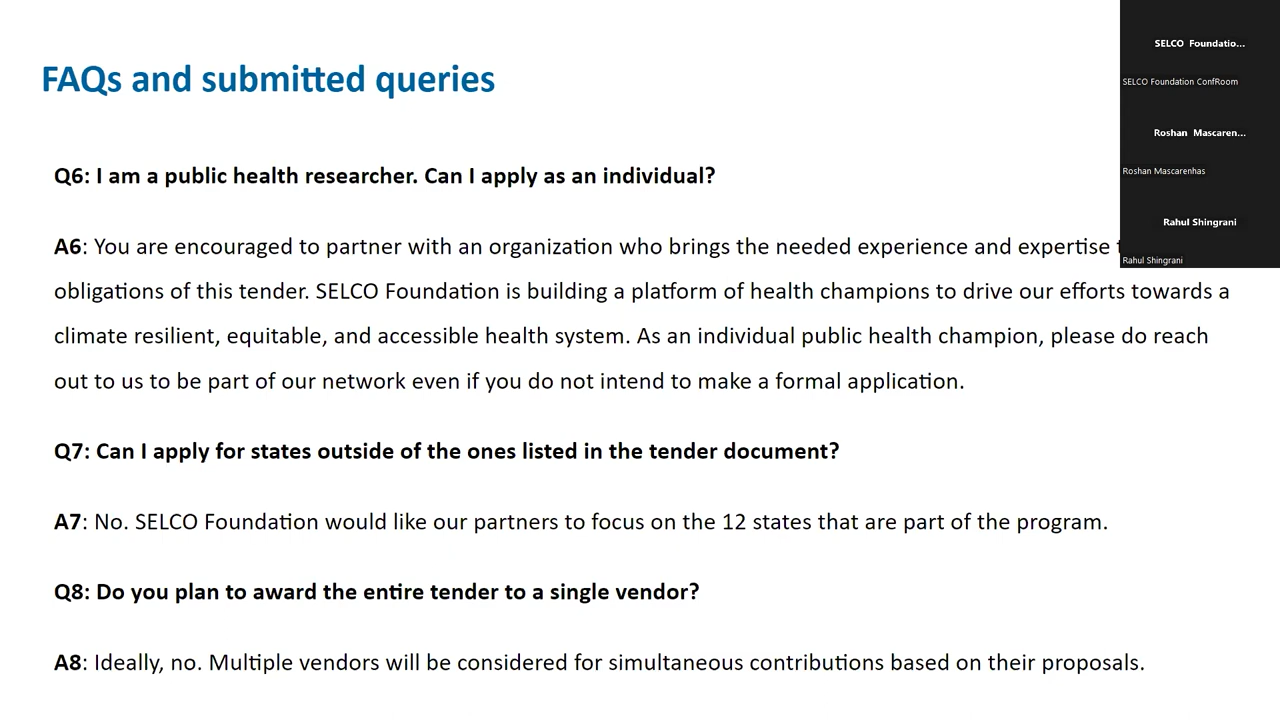 FAQs and submitted queries
Q6: I am a public health researcher. Can I apply as an individual?
A6: You are encouraged to partner with an organization who brings the needed experience and expertise
obligations of this tender. SELCO Foundation is building a platform of health champions to drive our efforts towards a
climate resilient, equitable, and accessible health system. As an individual public health champion, please do reach
out to us to be part of our network even if you do not intend to make a formal application.
Q7: Can I apply for states outside of the ones listed in the tender document?
A7: No. SELCO Foundation would like our partners to focus on the 12 states that are part of the program.
Q8: Do you plan to award the entire tender to a single vendor?
A8: Ideally, no. Multiple vendors will be considered for simultaneous contributions based on their proposals.
SELCO Foundatio...
SELCO Foundation ConfRoom
Roshan Mascaren...
Roshan Mascarenhas
Rahul Shingrani
Rahul Shingrani